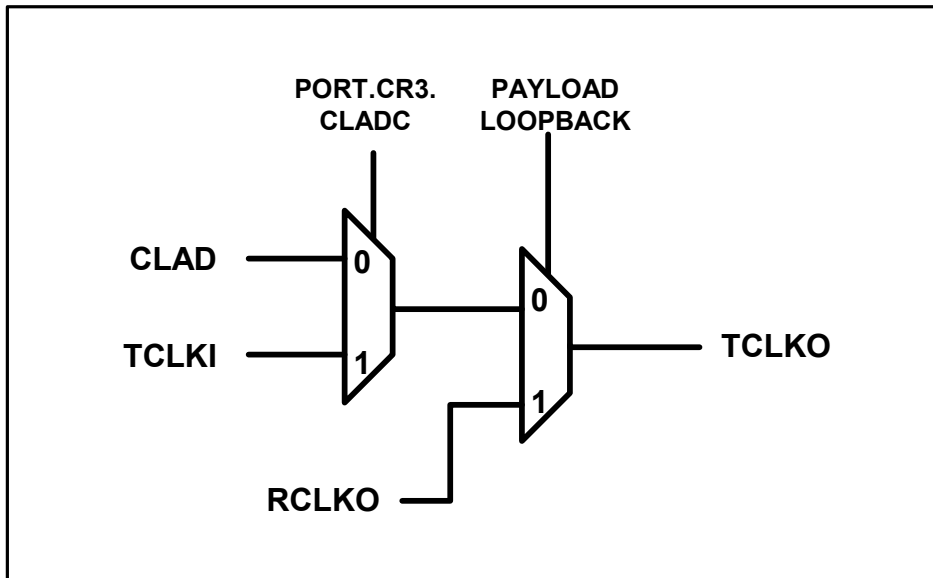 PORT.CR3.
CLADC
PAYLOAD
LOOPBACK
CLAD
0
TCLKI
1
0
1
TCLKO
RCLKO